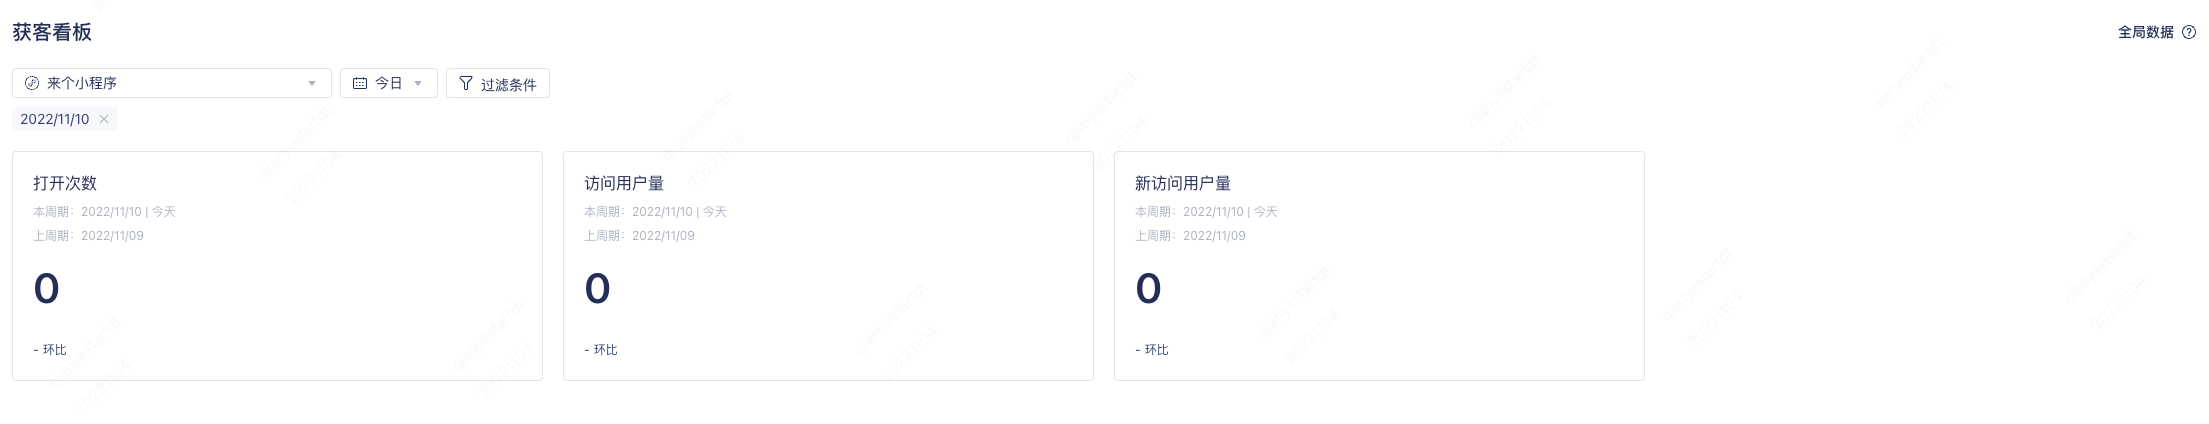 获客看板
全局数据
来个小程序 今日 过滤条件
2022/11/10
打开次数
本周期：2022/11/10 | 今天
上周期：2022/11/09
0
- 环比
访问用户量
本周期：2022/11/10 | 今天
上周期：2022/11/09
0
- 环比
新访问用户量
本周期：2022/11/10 | 今天
上周期：2022/11/09
0
- 环比